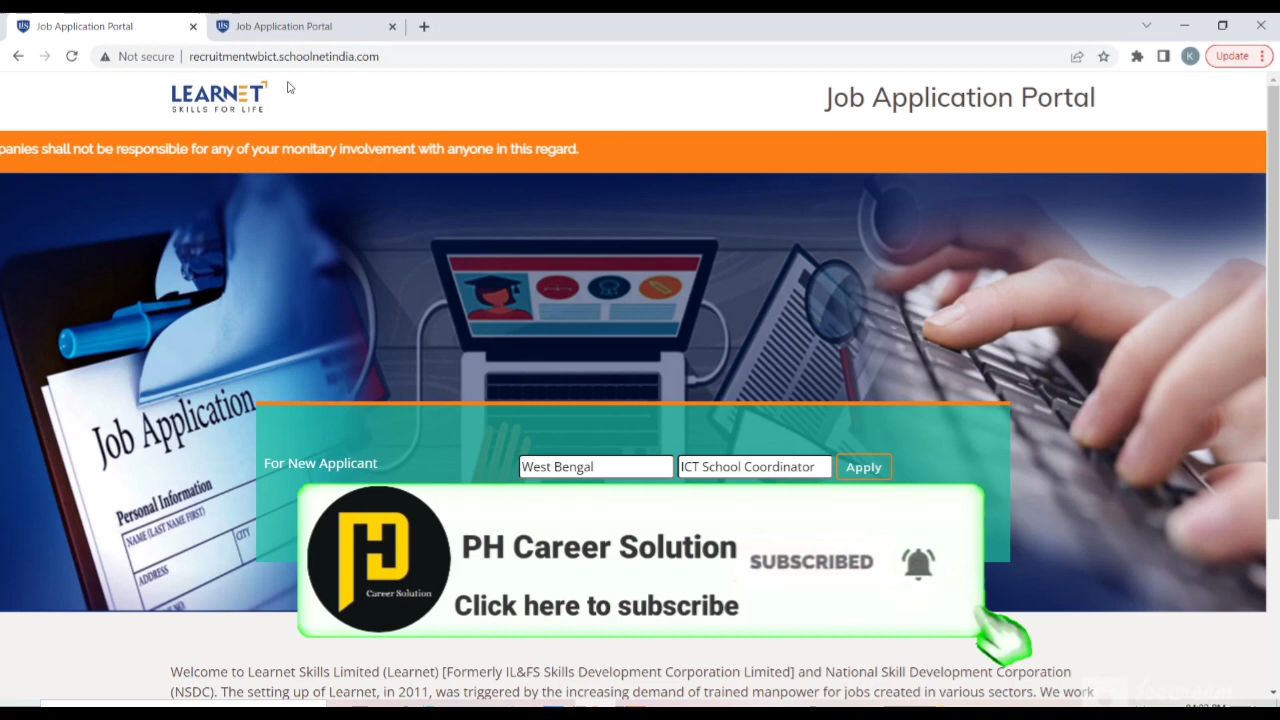 Job Application Portal
Job Application Portal
Not secure
recruitmentwbict.schoolnetindia.com
K
Update
LEARNET
SKILLS FOR LIFE
Job Application Portal
panies shall not be responsible for any of your monitary involvement with anyone in this regard.
Job Application
Personal Information
NAME (LAST NAME FIRST)
CITY
ADDRESS
For New Applicant
West Bengal
ICT School Coordinator
Apply
PH Career Solution
SUBSCRIBED
Career Solution
Click here to subscribe
Welcome to Learnet Skills Limited (Learnet) [Formerly IL&FS Skills Development Corporation Limited] and National Skill Development Corporation
(NSDC). The setting up of Learnet, in 2011, was triggered by the increasing demand of trained manpower for jobs created in various sectors. We work